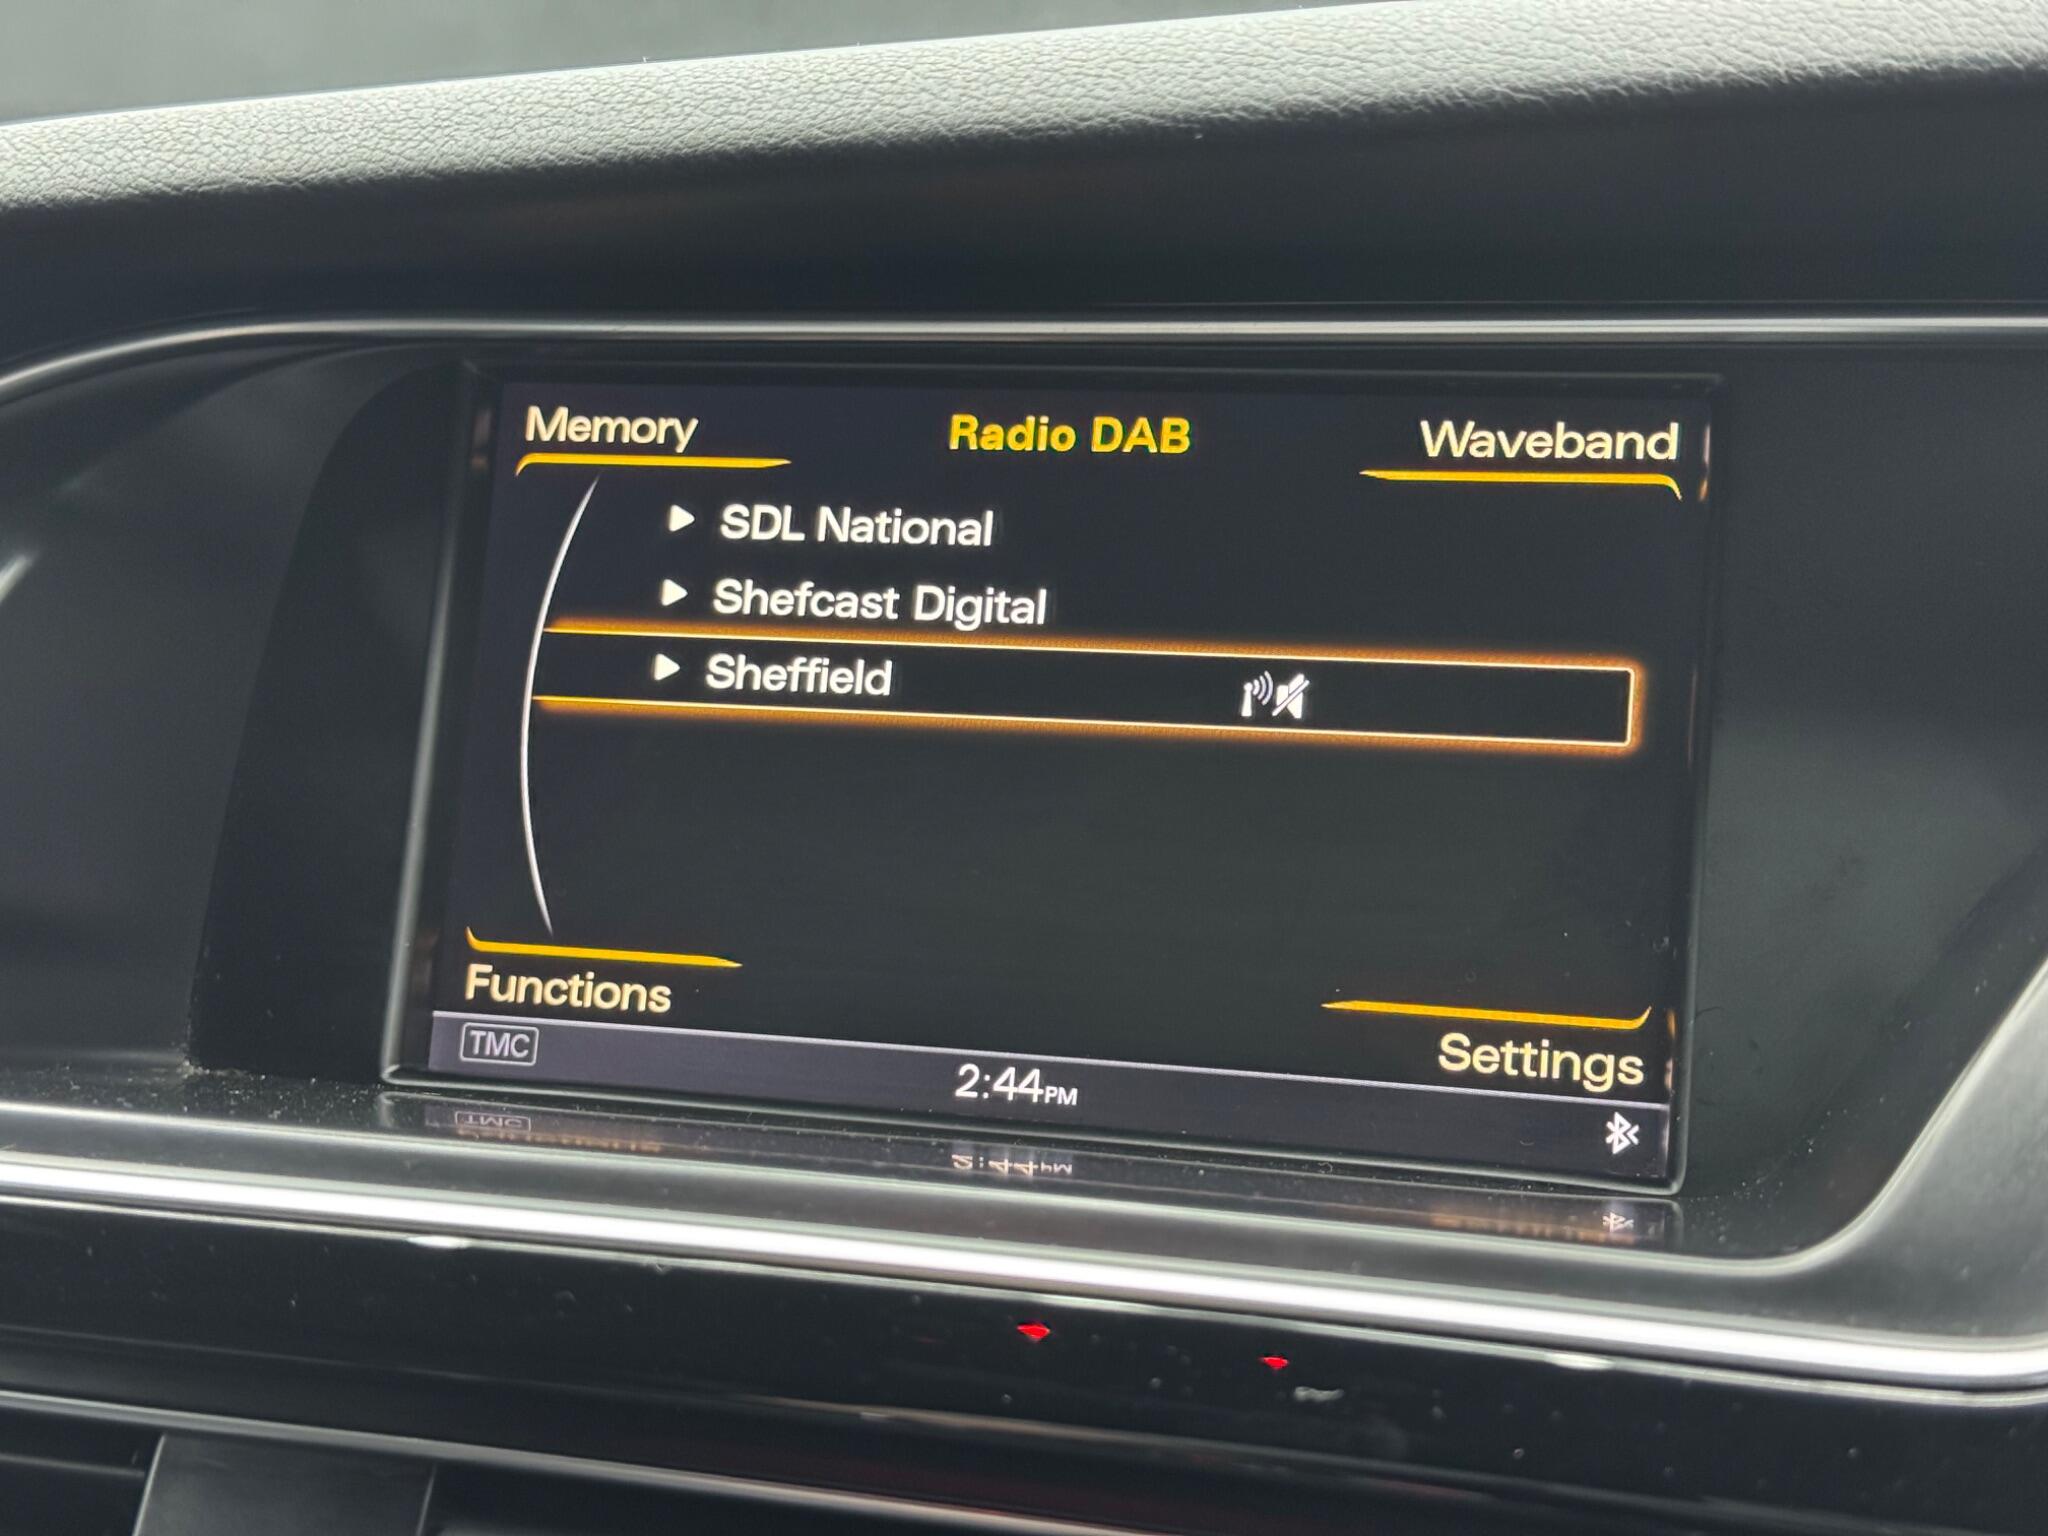 Memory
Radio DAB
Waveband
SDL National
Shefcast Digital
Sheffield
Functions
Settings
TMC
2:44PM